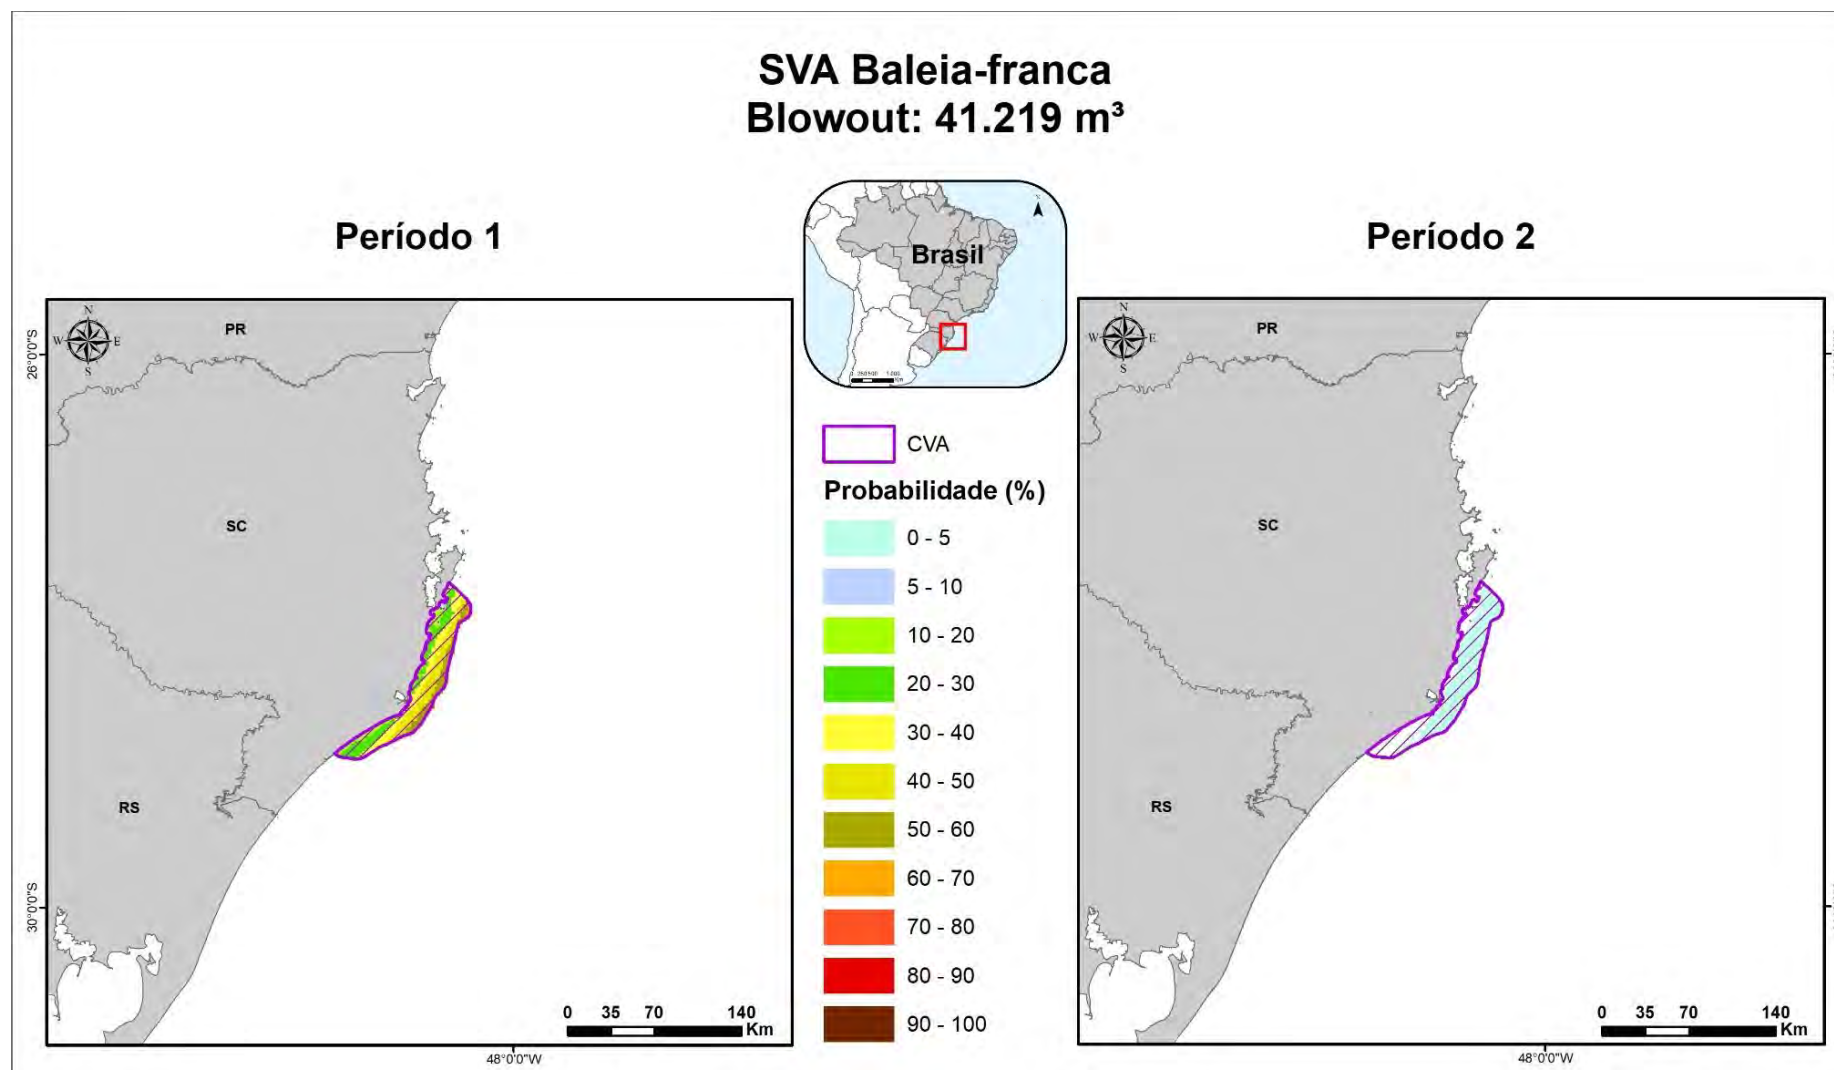 SVA Baleia-franca
Blowout: 41.219 m³
Período 1
Período 2
Brasil
N
W
E
S
PR
SC
RS
26°0'0"S
30°0'0"S
48°0'0"W
0 35 70 140
Km
CVA
Probabilidade (%)
0 - 5
5 - 10
10 - 20
20 - 30
30 - 40
40 - 50
50 - 60
60 - 70
70 - 80
80 - 90
90 - 100
N
W
E
S
PR
SC
RS
48°0'0"W
0 35 70 140
Km